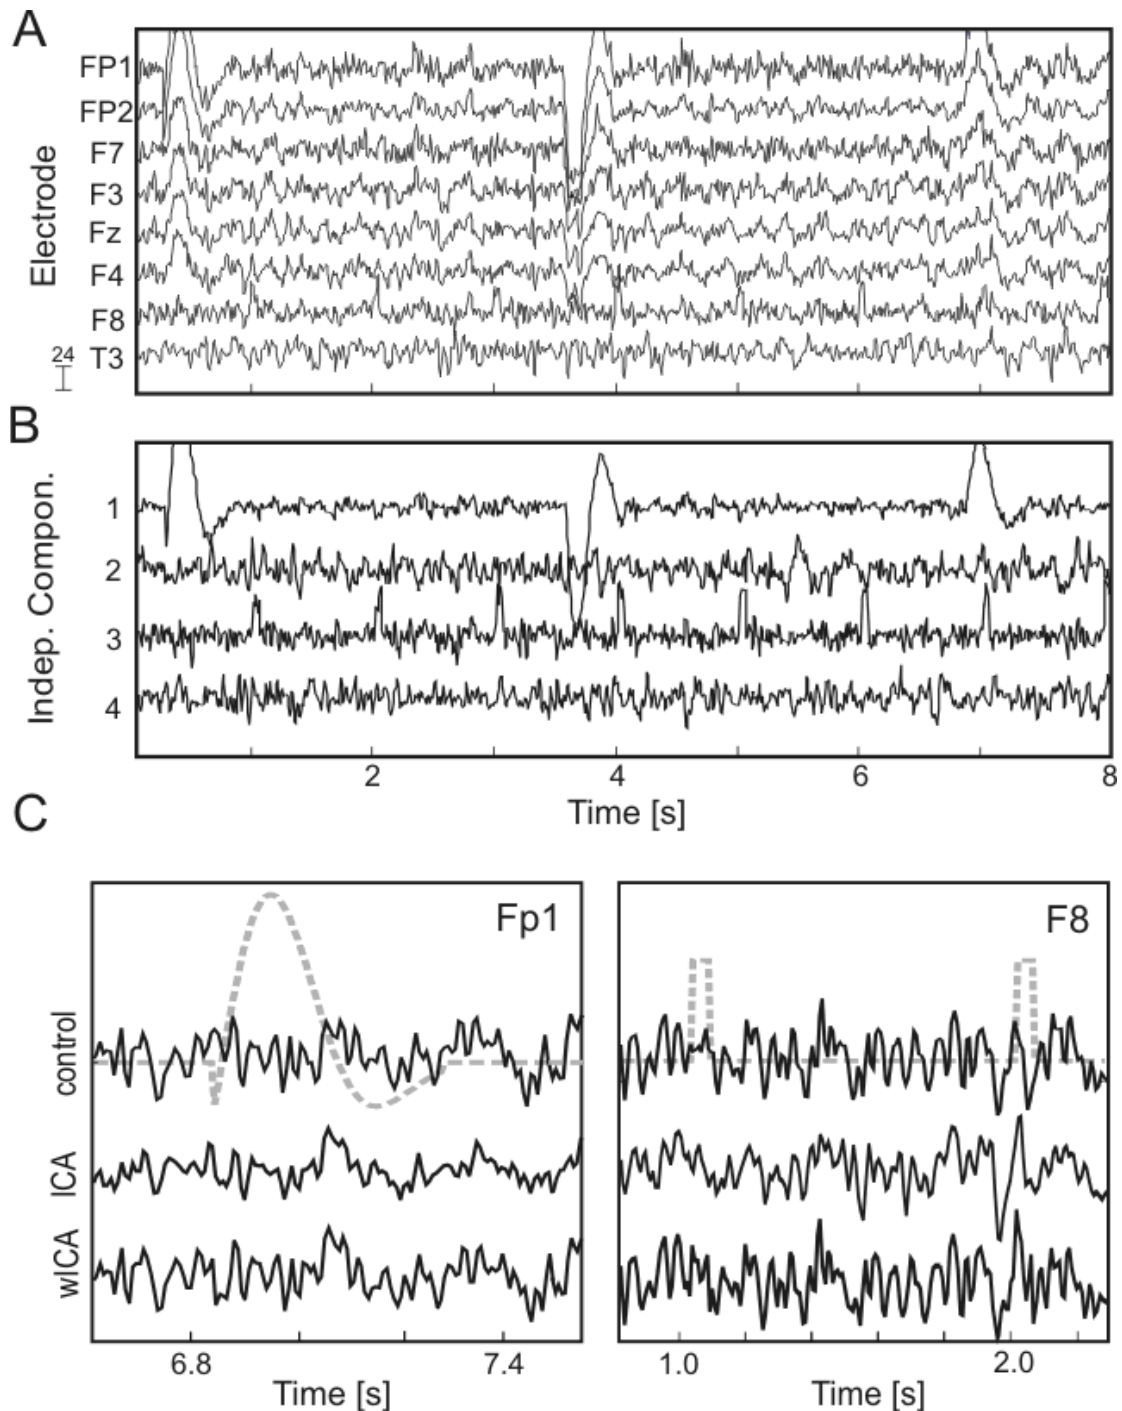 A
Electrode
FP1
FP2
F7
F3
Fz
F4
F8
T3
24
B
Indep. Compon.
1
2
3
4
2 4 6 8
Time [s]
C
Fp1
F8
control
ICA
wICA
6.8 7.4
1.0 2.0
Time [s]
Time [s]